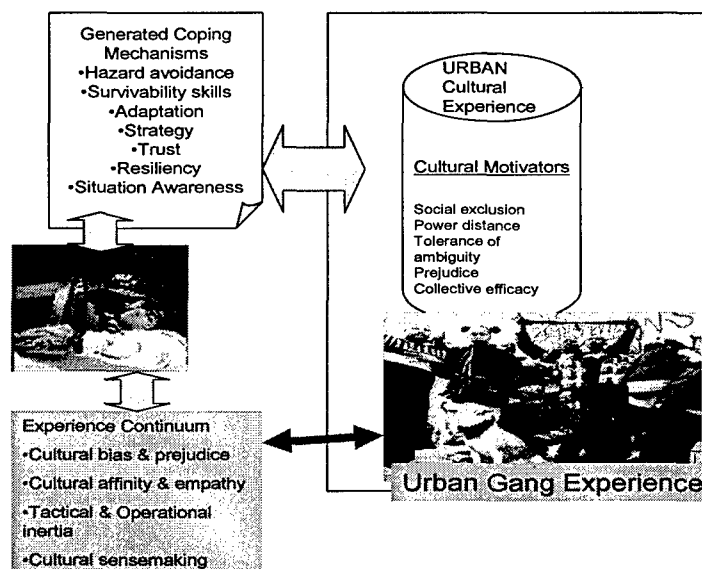 Generated Coping
Mechanisms
•Hazard avoidance
•Survivability skills
•Adaptation
•Strategy
•Trust
•Resiliency
•Situation Awareness
URBAN
Cultural
Experience
Cultural Motivators
Social exclusion
Power distance
Tolerance of
ambiguity
Prejudice
Collective efficacy
Experience Continuum
•Cultural bias & prejudice
•Cultural affinity & empathy
•Tactical & Operational
inertia
•Cultural sensemaking
Urban Gang Experience